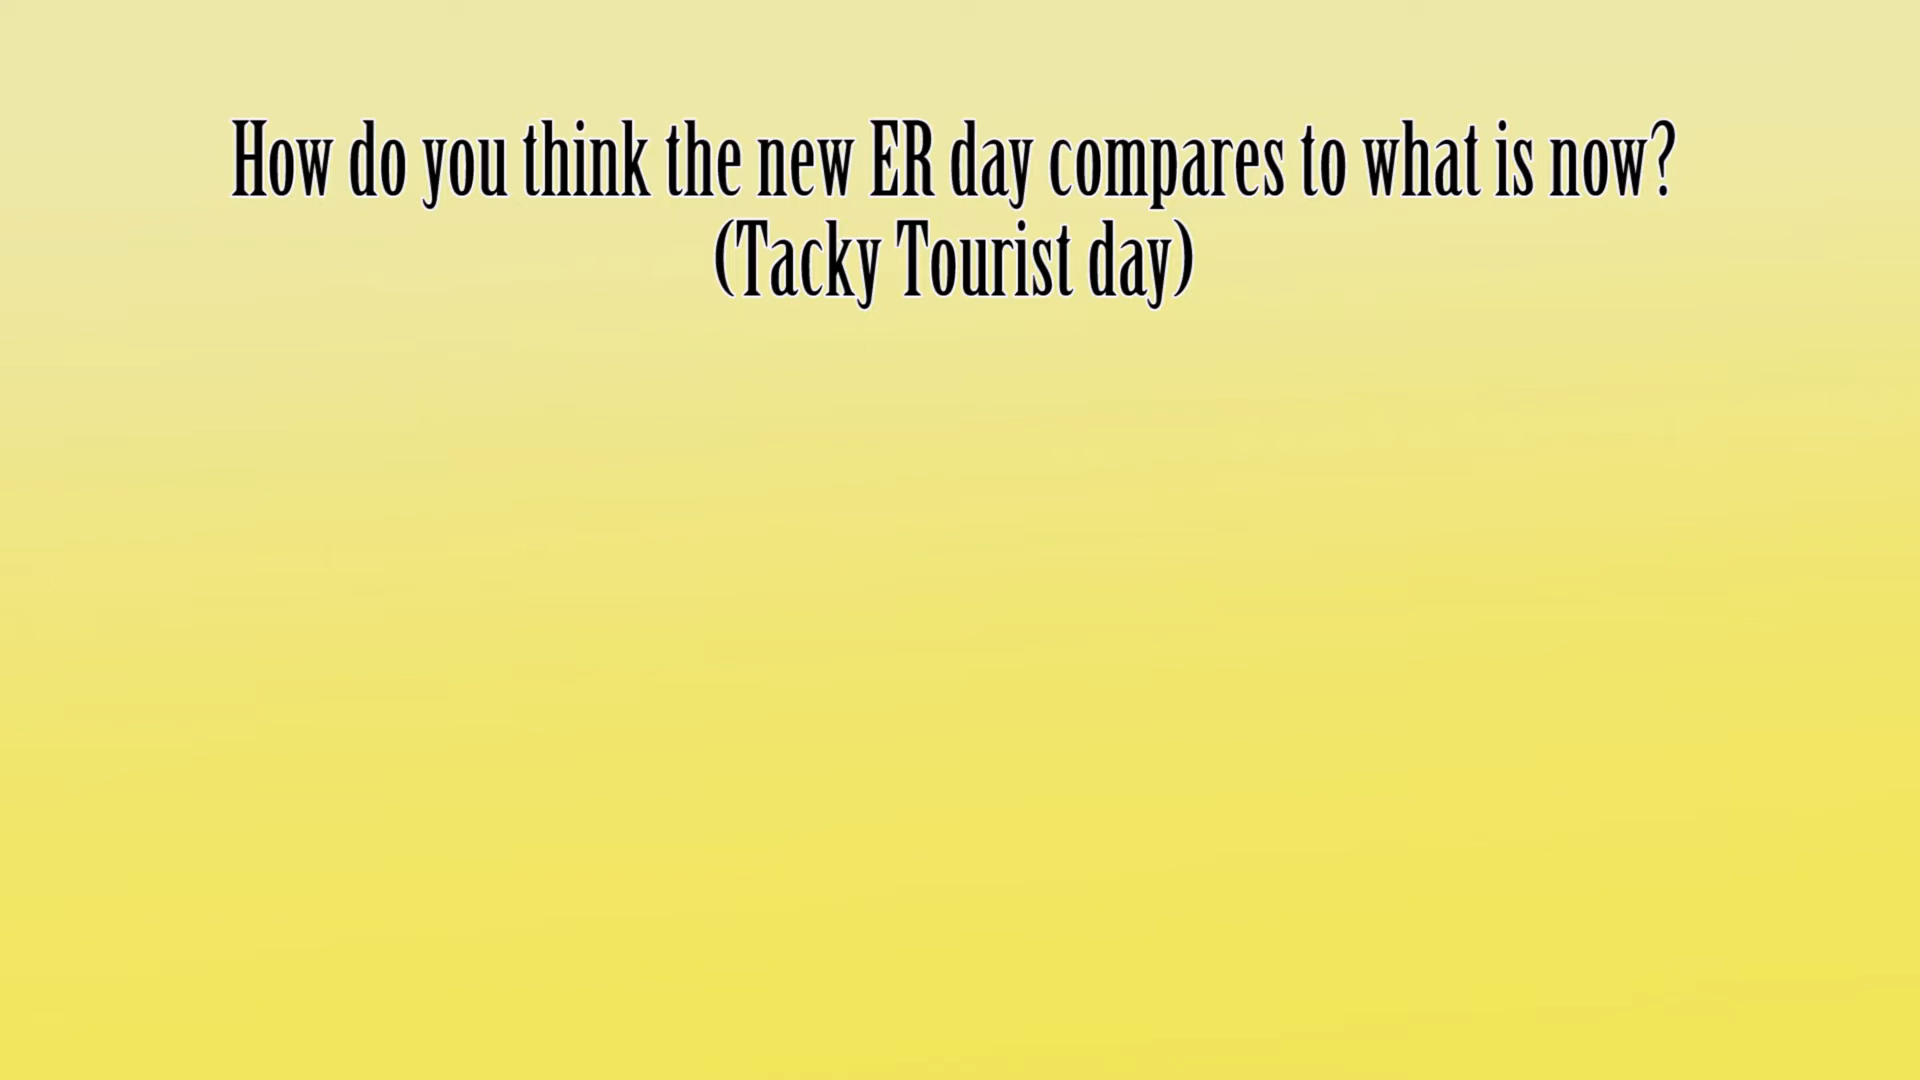 How do you think the new ER day compares to what is now?
(Tacky Tourist day)